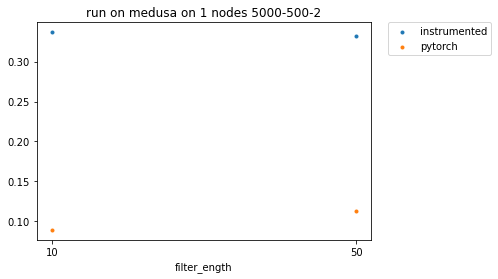 run on medusa on 1 nodes 5000-500-2
instrumented
pytorch
0.30
0.25
0.20
0.15
0.10
10
50
filter_ength